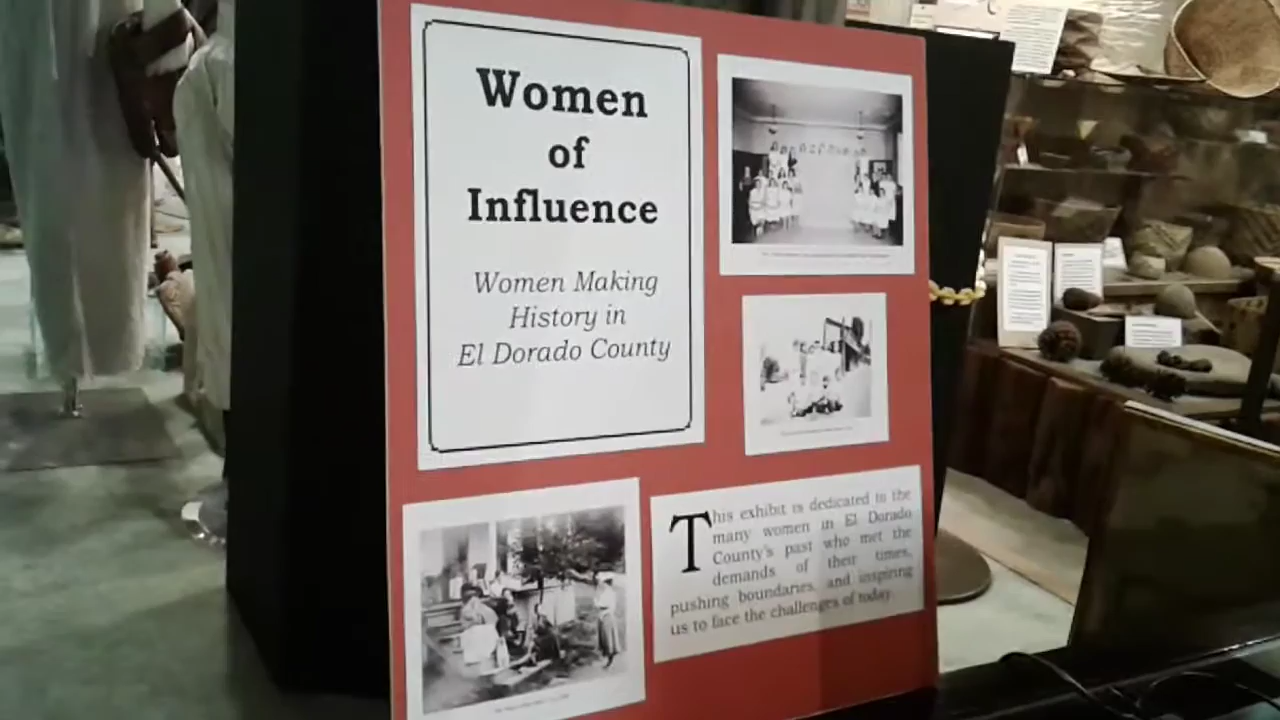 Women
of
Influence
Women Making
History in
El Dorado County
This exhibit is dedicated to the
many women in El Dorado
County's past who met the
demands of their times,
pushing boundaries, and inspiring
us to face the challenges of today.